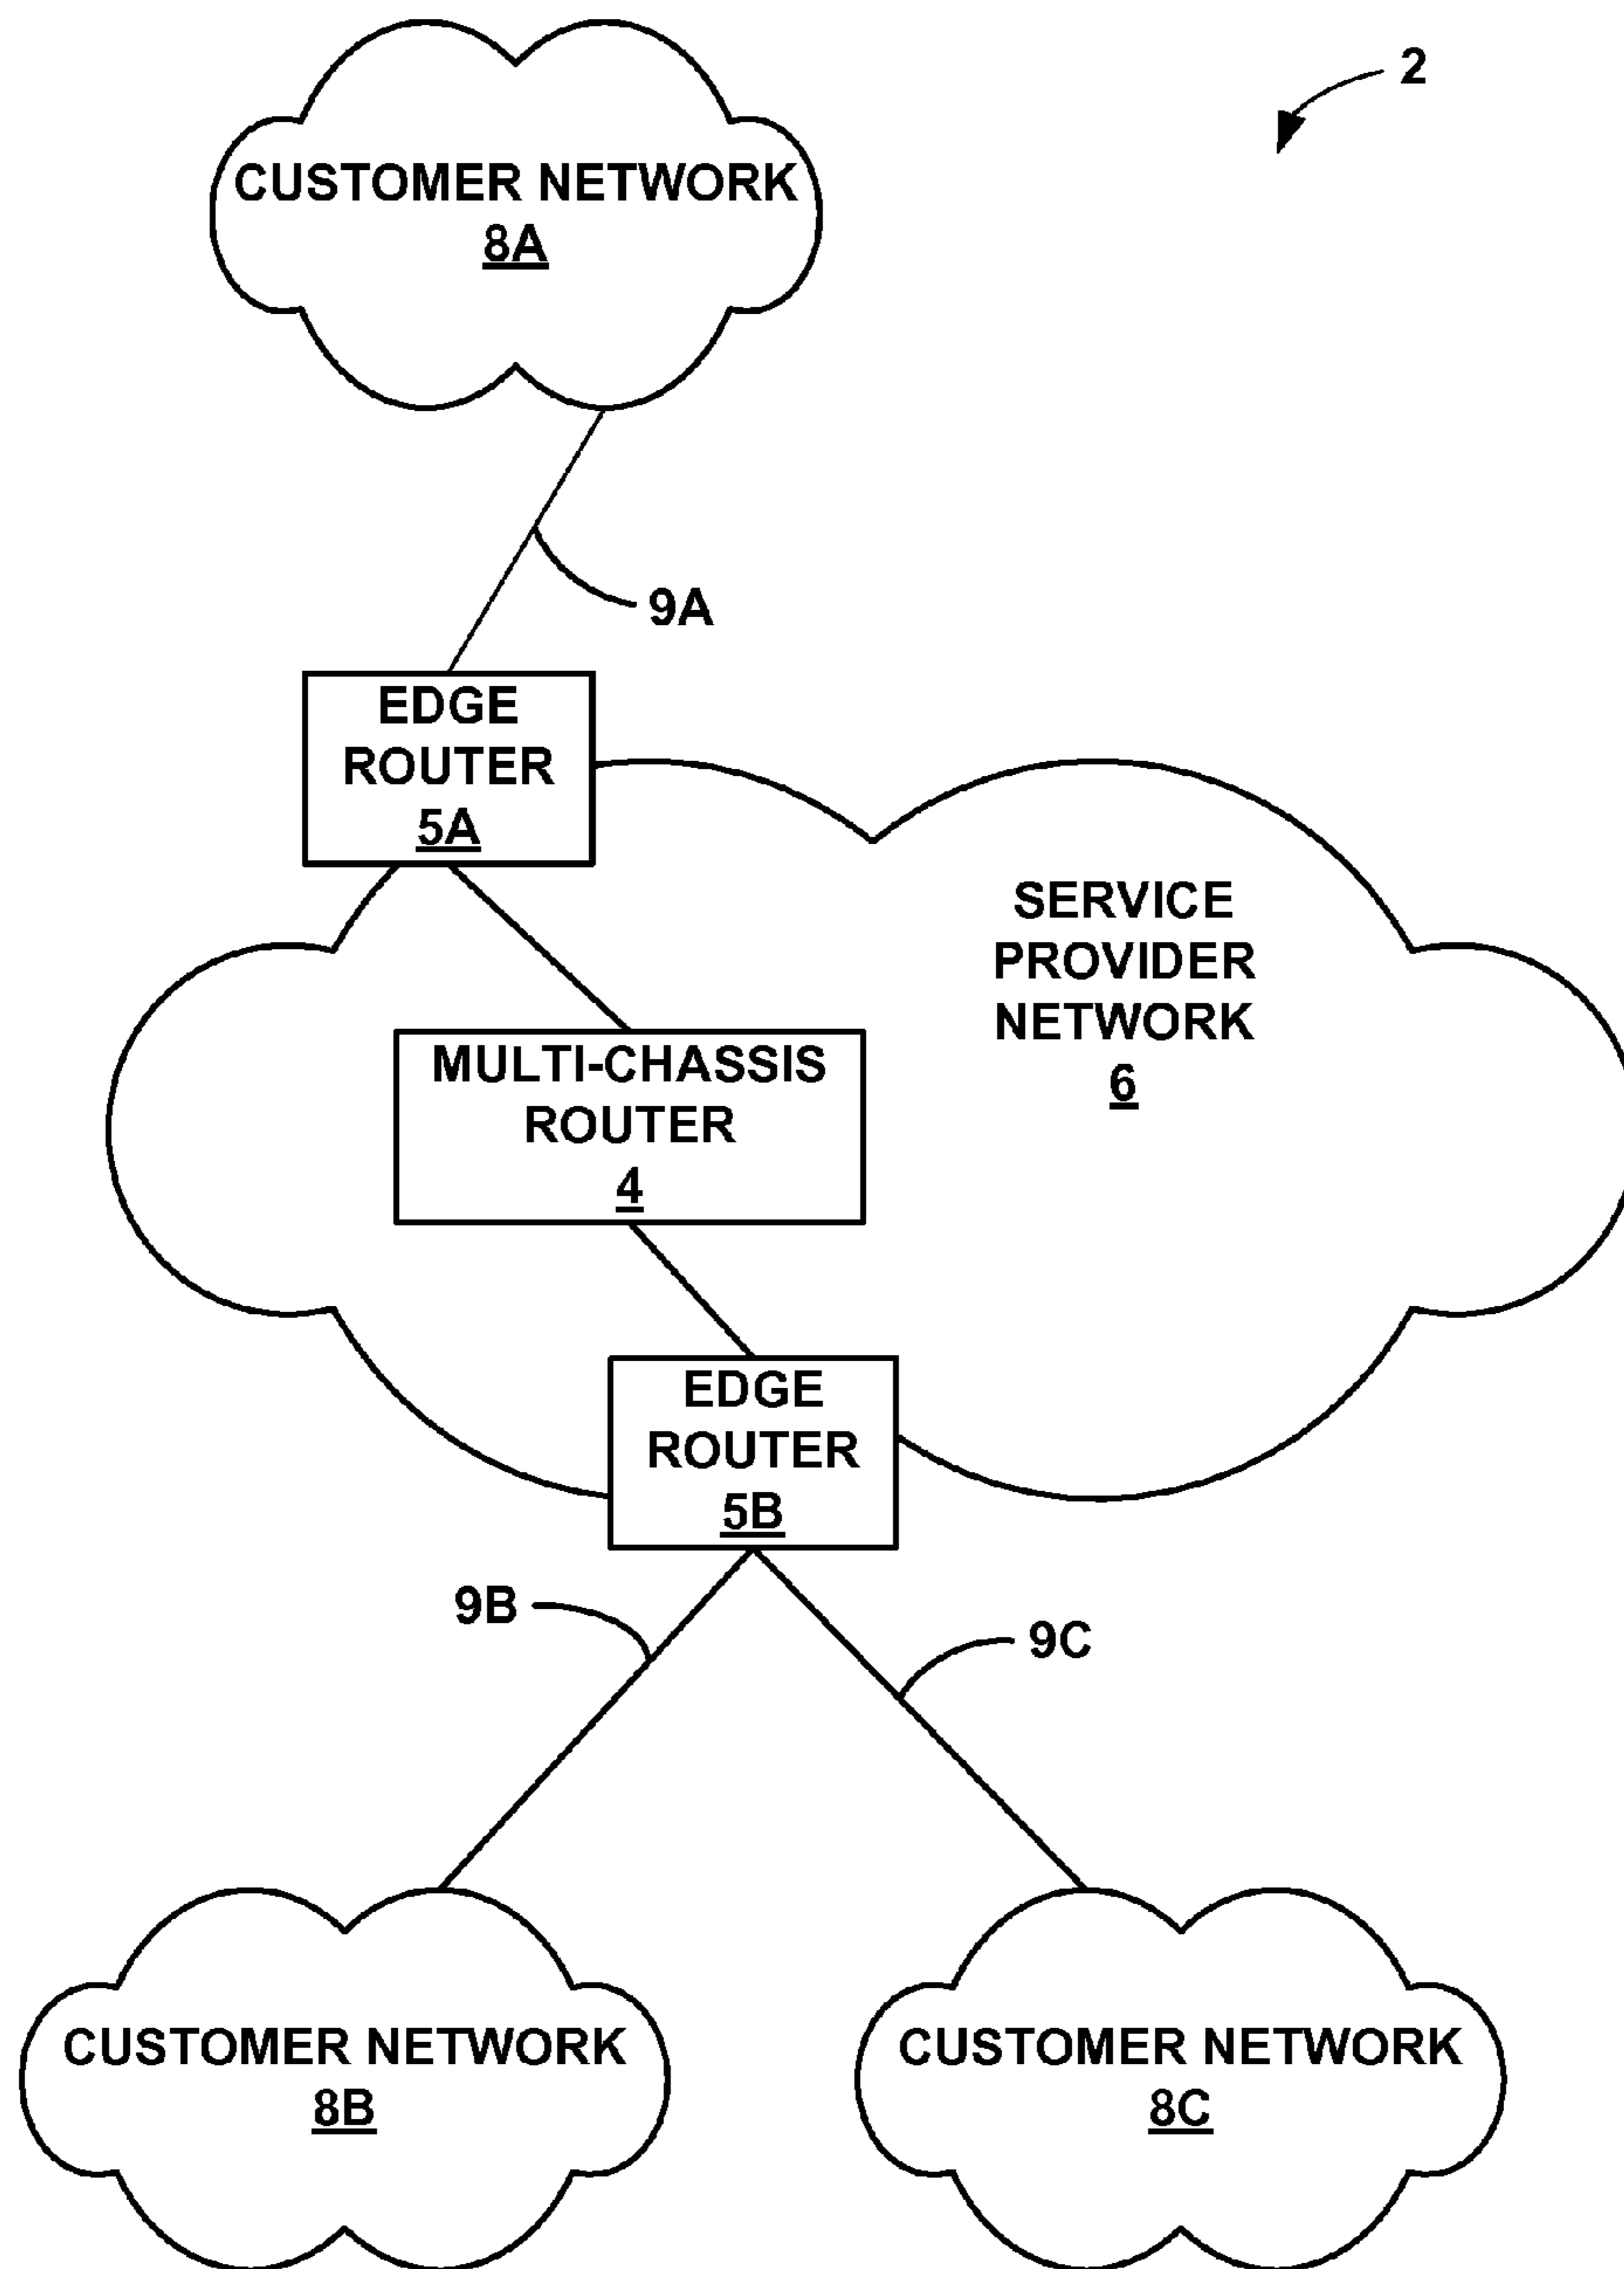 2
CUSTOMER NETWORK
8A
9A
EDGE
ROUTER
5A
SERVICE
PROVIDER
NETWORK
6
MULTI-CHASSIS
ROUTER
4
EDGE
ROUTER
5B
9B
9C
CUSTOMER NETWORK
8B
CUSTOMER NETWORK
8C